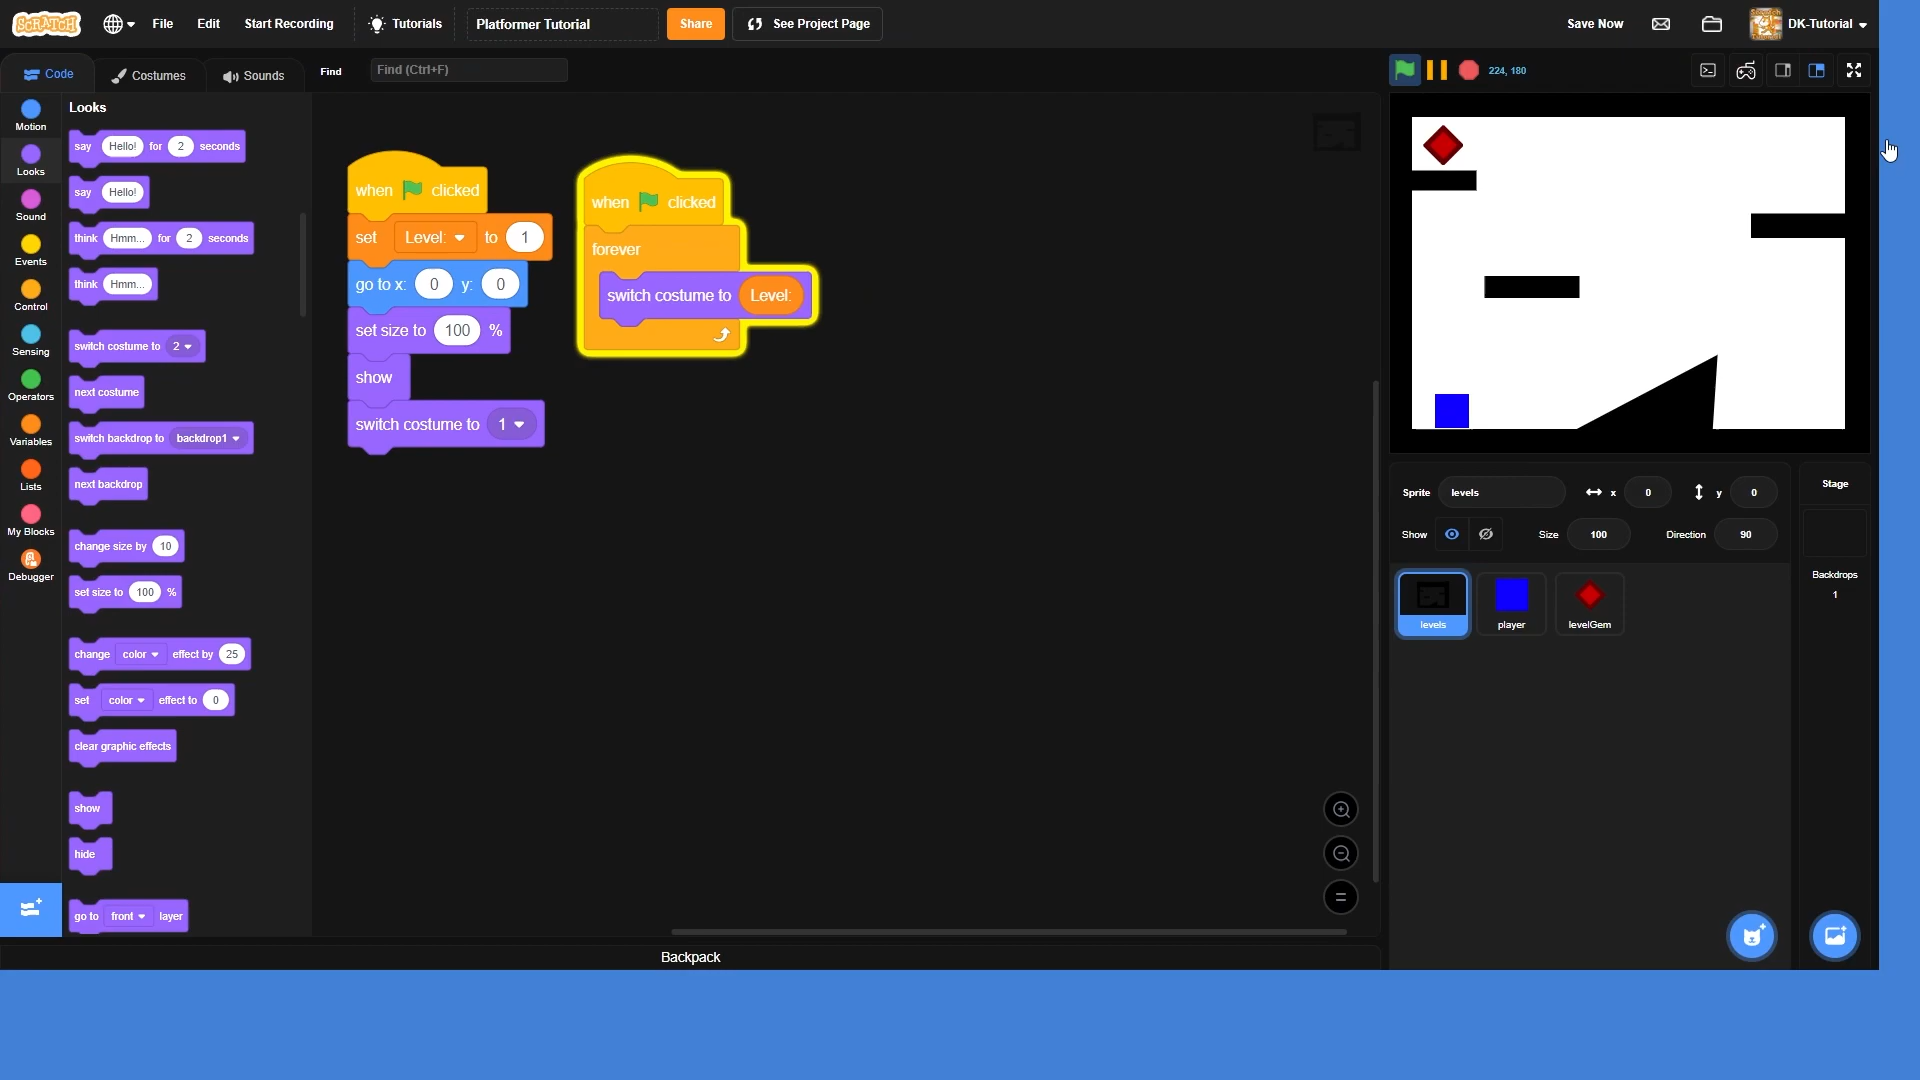 SCRATCH File Edit Start Recording Tutorials Platformer Tutorial Share See Project Page Save Now DK-Tutorial
Code Costumes Sounds Find Find (Ctrl+F) 224, 180
Motion
Looks
Sound
Events
Control
Sensing
Operators
Variables
Lists
My Blocks
Debugger
Looks
say Hello! for 2 seconds
say Hello!
think Hmm... for 2 seconds
think Hmm...
switch costume to 2
next costume
switch backdrop to backdrop1
next backdrop
change size by 10
set size to 100 %
change color effect by 25
set color effect to 0
clear graphic effects
show
hide
go to front layer
when clicked
set Level: to 1
go to x: 0 y: 0
set size to 100 %
show
switch costume to 1
when clicked
forever
switch costume to Level:
Backpack
Sprite levels x 0 y 0
Show Size 100 Direction 90
levels player levelGem
Stage
Backdrops
1